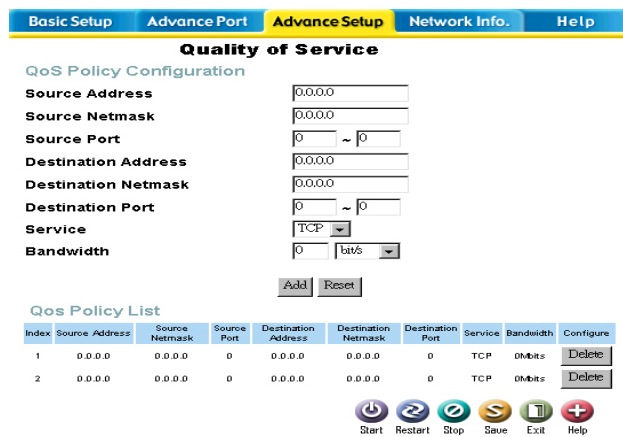 Basic Setup Advance Port Advance Setup Network Info. Help
Quality of Service
QoS Policy Configuration
Source Address 0.0.0.0
Source Netmask 0.0.0.0
Source Port 0 ~ 0
Destination Address 0.0.0.0
Destination Netmask 0.0.0.0
Destination Port 0 ~ 0
Service TCP
Bandwidth 0 bit/s
Add Reset
Qos Policy List
Index Source Address Source Netmask Source Port Destination Address Destination Netmask Destination Port Service Bandwidth Configure
1 0.0.0.0 0.0.0.0 0 0.0.0.0 0.0.0.0 0 TCP 0Mbits Delete
2 0.0.0.0 0.0.0.0 0 0.0.0.0 0.0.0.0 0 TCP 0Mbits Delete
Start Restart Stop Save Exit Help